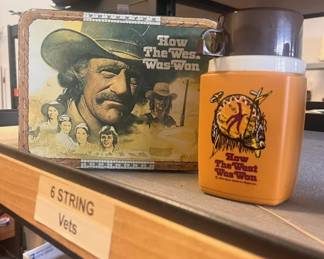 How
The West
Was Won
How
The West
Was Won
6 STRING
Vets